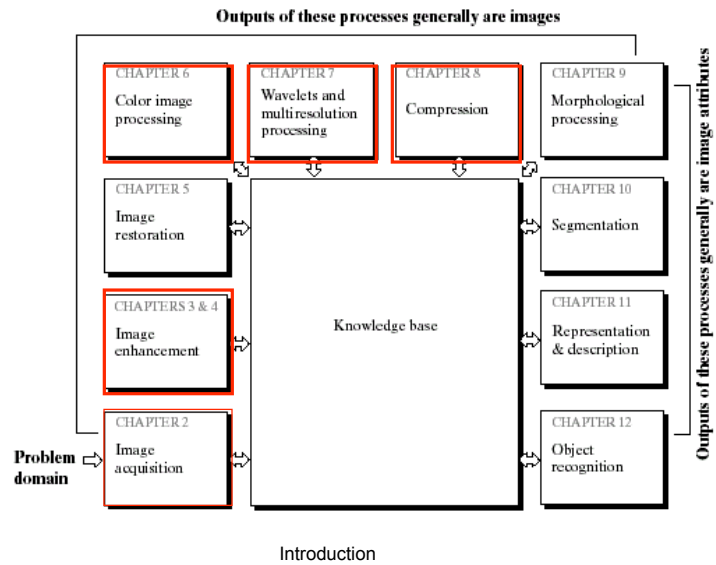 Outputs of these processes generally are images
CHAPTER 6
Color image
processing
CHAPTER 7
Wavelets and
multiresolution
processing
CHAPTER 8
Compression
CHAPTER 9
Morphological
processing
Outputs of these processes generally are image attributes
CHAPTER 5
Image
restoration
CHAPTER 10
Segmentation
CHAPTERS 3 & 4
Image
enhancement
Knowledge base
CHAPTER 11
Representation
& description
CHAPTER 2
Image
acquisition
CHAPTER 12
Object
recognition
Problem
domain
Introduction